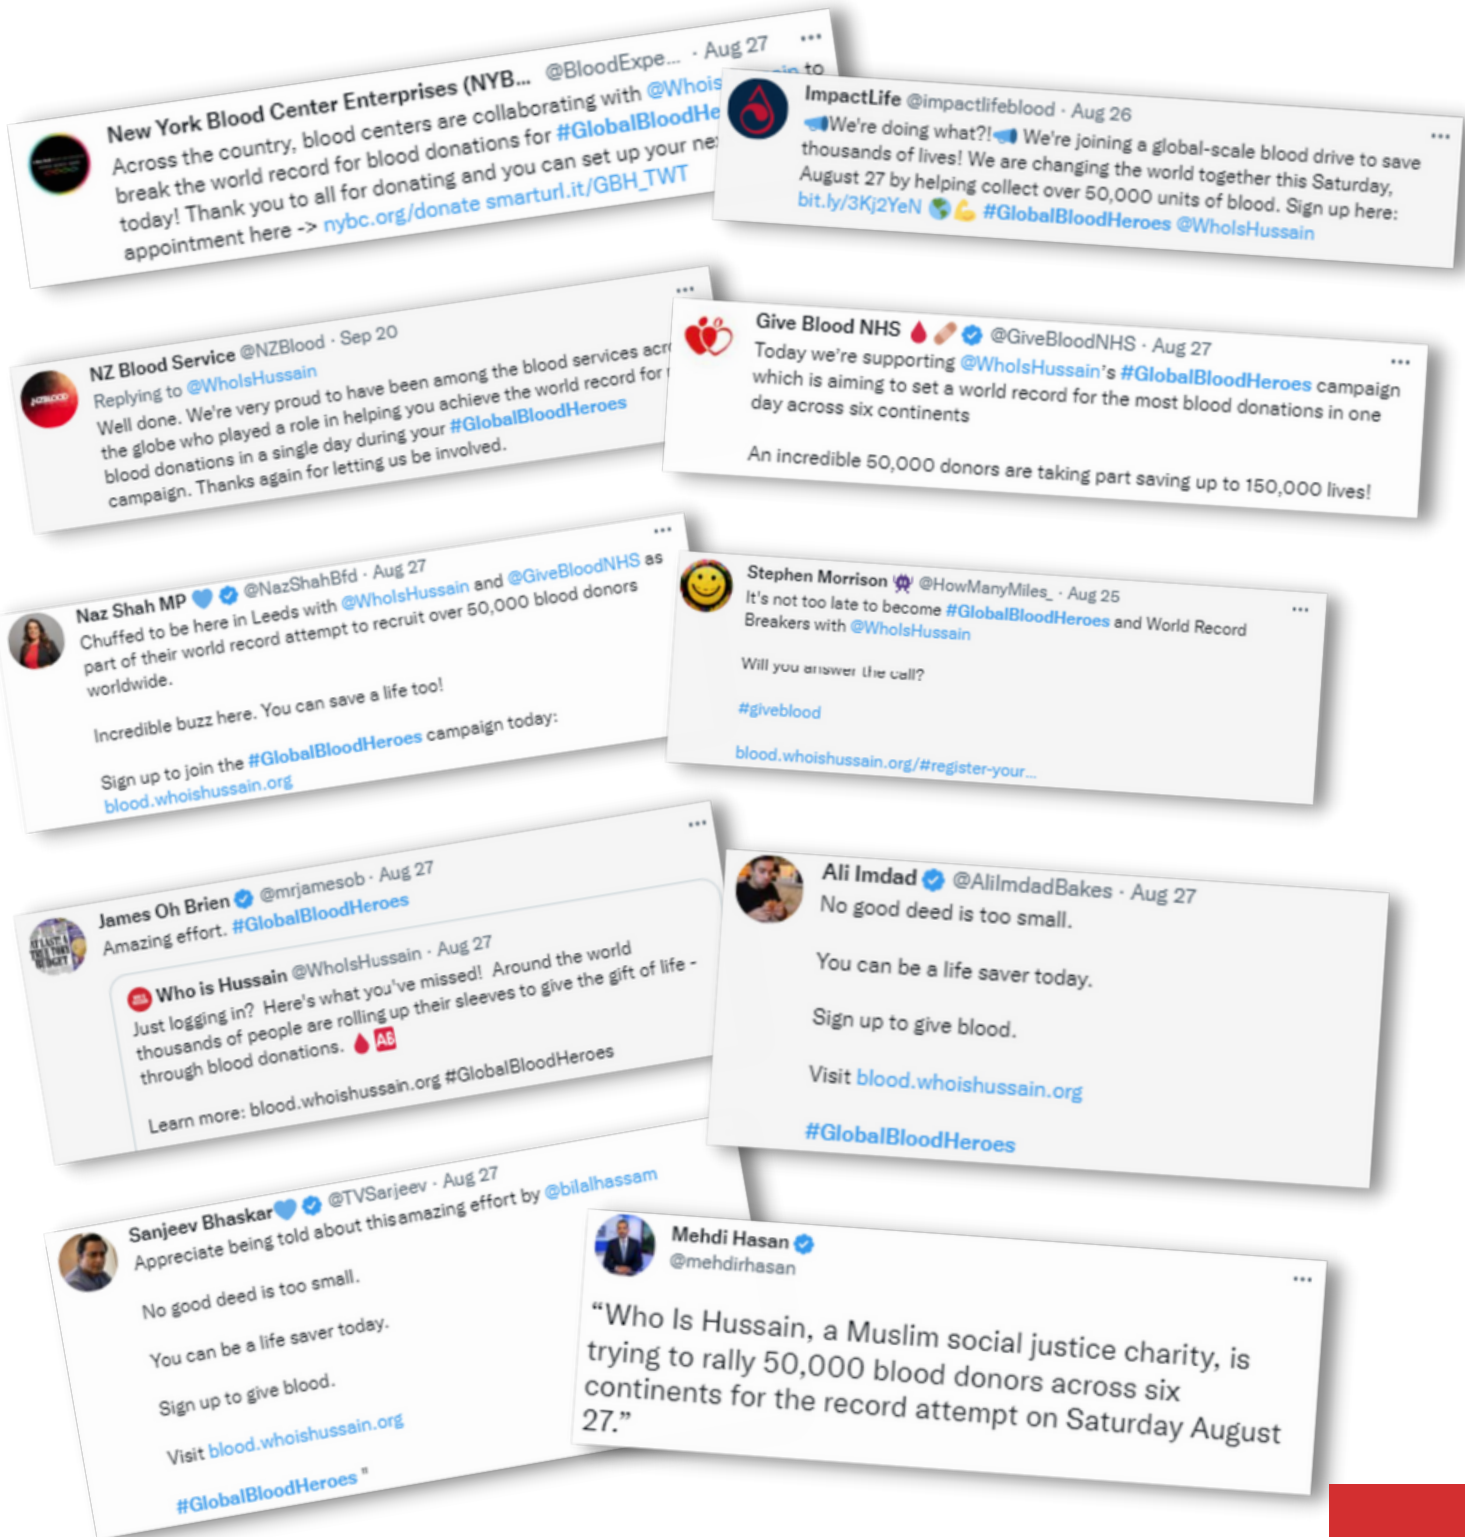 New York Blood Center Enterprises (NYB... @BloodExpe... · Aug 27
Across the country, blood centers are collaborating with @Whois
to
break the world record for blood donations for #GlobalBloodHe
today! Thank you to all for donating and you can set up your
appointment here -> nybc.org/donate smarturl.it/GBH_TWT
ImpactLife @impactlifeblood · Aug 26
📢We're doing what?!📢 We're joining a global-scale blood drive to save
thousands of lives! We are changing the world together this Saturday,
August 27 by helping collect over 50,000 units of blood. Sign up here:
bit.ly/3Kj2YeN 🌎💪 #GlobalBloodHeroes @WhoIsHussain
NZBLOOD
NZ Blood Service @NZBlood · Sep 20
Replying to @WhoIsHussain
Well done. We're very proud to have been among the blood services acr
the globe who played a role in helping you achieve the world record for
blood donations in a single day during your #GlobalBloodHeroes
campaign. Thanks again for letting us be involved.
Give Blood NHS 🩸🩹 @GiveBloodNHS · Aug 27
Today we're supporting @WhoIsHussain's #GlobalBloodHeroes campaign
which is aiming to set a world record for the most blood donations in one
day across six continents
An incredible 50,000 donors are taking part saving up to 150,000 lives!
Naz Shah MP 💙 @NazShahBfd · Aug 27
Chuffed to be here in Leeds with @WhoIsHussain and @GiveBloodNHS as
part of their world record attempt to recruit over 50,000 blood donors
worldwide.
Incredible buzz here. You can save a life too!
Sign up to join the #GlobalBloodHeroes campaign today:
blood.whoishussain.org
Stephen Morrison 👾 @HowManyMiles_ · Aug 25
It's not too late to become #GlobalBloodHeroes and World Record
Breakers with @WhoIsHussain
Will you answer the call?
#giveblood
blood.whoishussain.org/#register-your...
James Oh Brien @mrjamesob · Aug 27
Amazing effort. #GlobalBloodHeroes
Who is Hussain @WhoIsHussain · Aug 27
Just logging in? Here's what you've missed! Around the world
thousands of people are rolling up their sleeves to give the gift of life -
through blood donations. 🩸🆎
Learn more: blood.whoishussain.org #GlobalBloodHeroes
Ali Imdad @AliImdadBakes · Aug 27
No good deed is too small.
You can be a life saver today.
Sign up to give blood.
Visit blood.whoishussain.org
#GlobalBloodHeroes
Sanjeev Bhaskar💙 @TVSarjeev · Aug 27
Appreciate being told about this amazing effort by @bilalhassam
No good deed is too small.
You can be a life saver today.
Sign up to give blood.
Visit blood.whoishussain.org
#GlobalBloodHeroes "
Mehdi Hasan
@mehdirhasan
“Who Is Hussain, a Muslim social justice charity, is
trying to rally 50,000 blood donors across six
continents for the record attempt on Saturday August
27.”